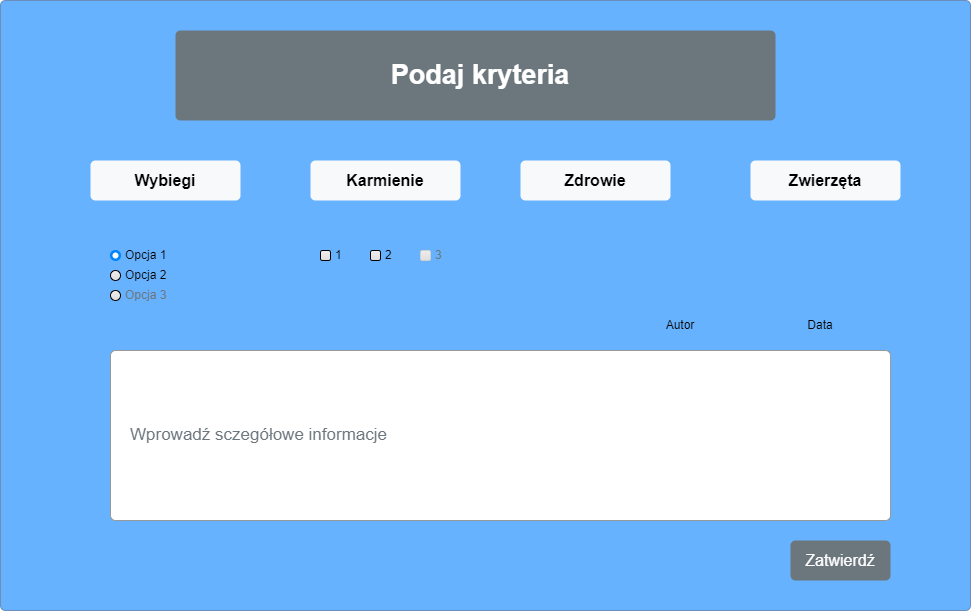 Podaj kryteria
Wybiegi Karmienie Zdrowie Zwierzęta
Opcja 1 1 2 3
Opcja 2
Opcja 3
Autor Data
Wprowadź sczegółowe informacje
Zatwierdź